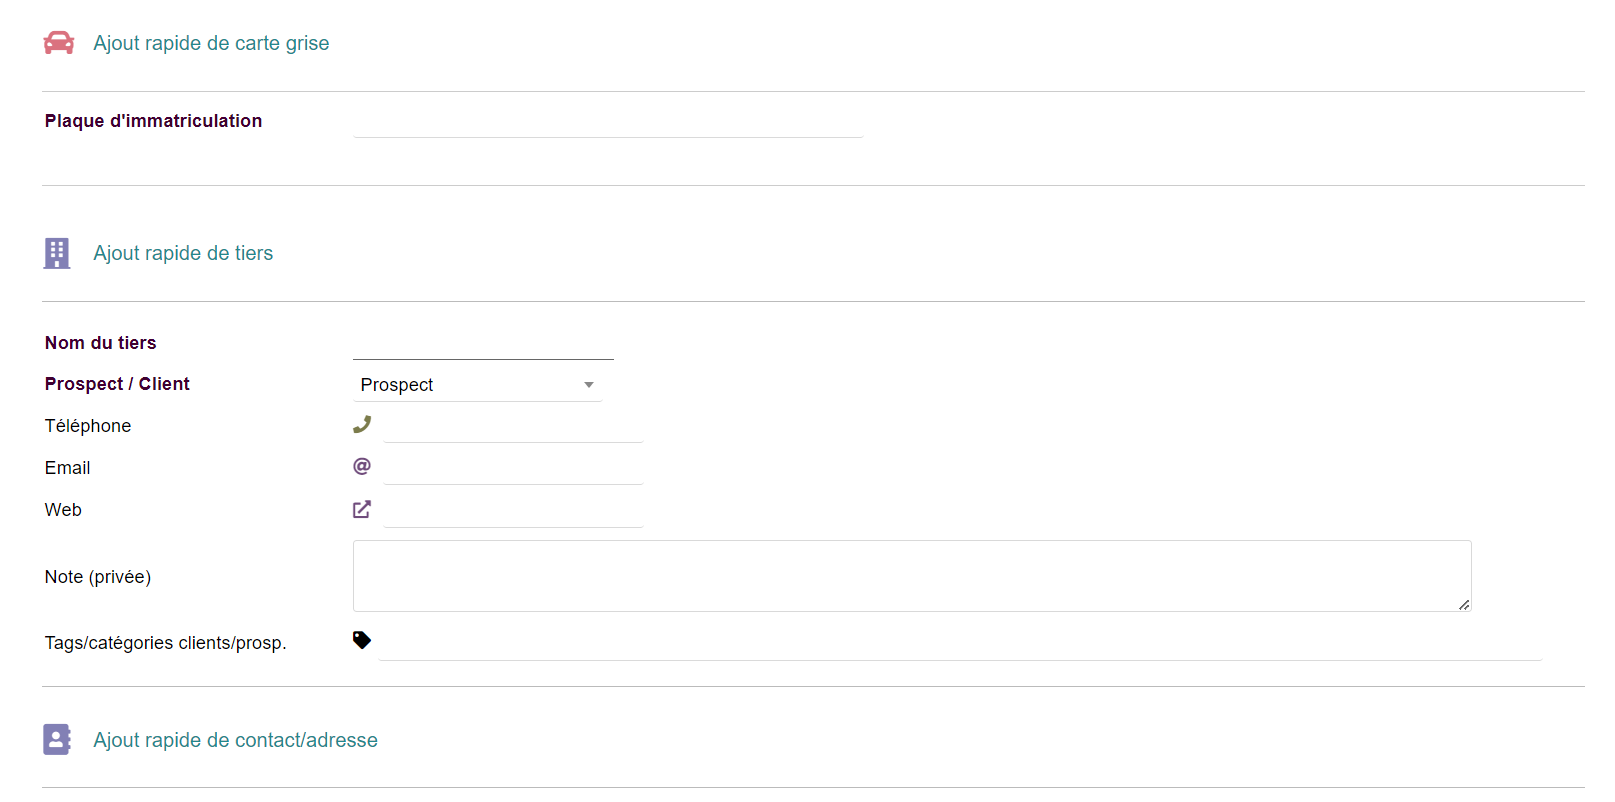 Ajout rapide de carte grise
Plaque d'immatriculation
Ajout rapide de tiers
Nom du tiers
Prospect / Client
Prospect
Téléphone
Email
@
Web
Note (privée)
Tags/catégories clients/prosp.
Ajout rapide de contact/adresse